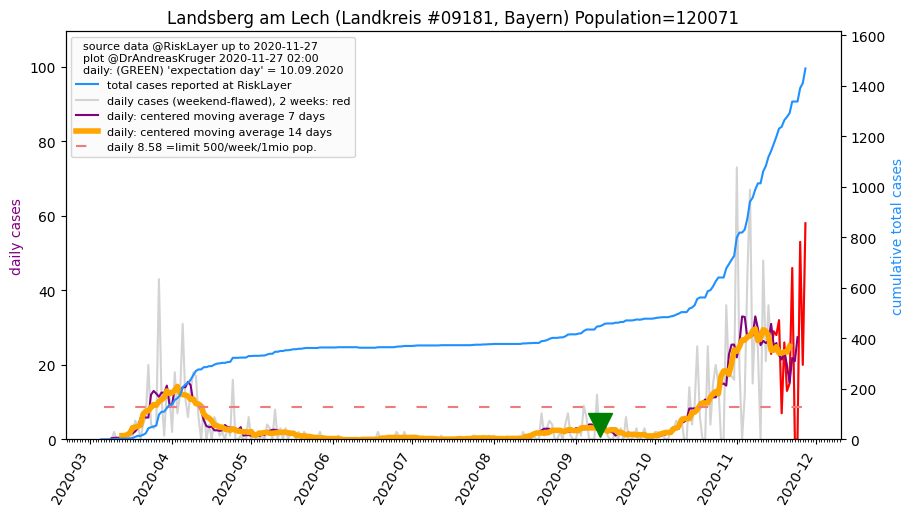 Landsberg am Lech (Landkreis #09181, Bayern) Population=120071
source data @RiskLayer up to 2020-11-27
plot @DrAndreasKruger 2020-11-27 02:00
daily: (GREEN) 'expectation day' = 10.09.2020
total cases reported at RiskLayer
daily cases (weekend-flawed), 2 weeks: red
daily: centered moving average 7 days
daily: centered moving average 14 days
daily 8.58 =limit 500/week/1mio pop.
daily cases
100
80
60
40
20
0
cumulative total cases
1600
1400
1200
1000
800
600
400
200
0
2020-03
2020-04
2020-05
2020-06
2020-07
2020-08
2020-09
2020-10
2020-11
2020-12